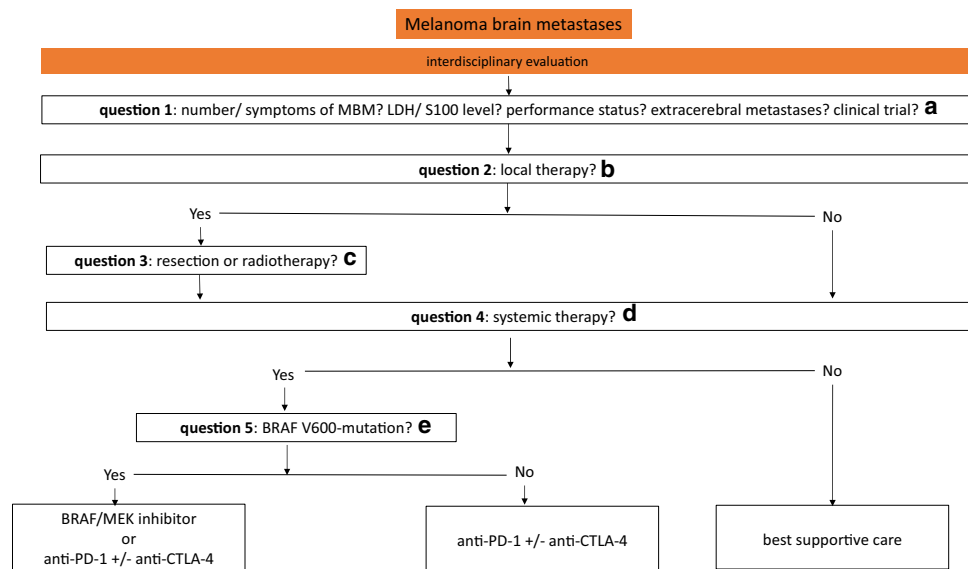 Melanoma brain metastases
interdisciplinary evaluation
question 1: number/ symptoms of MBM? LDH/ S100 level? performance status? extracerebral metastases? clinical trial? a
question 2: local therapy? b
Yes
No
question 3: resection or radiotherapy? c
question 4: systemic therapy? d
Yes
No
question 5: BRAF V600-mutation? e
Yes
No
BRAF/MEK inhibitor
or
anti-PD-1 +/- anti-CTLA-4
anti-PD-1 +/- anti-CTLA-4
best supportive care